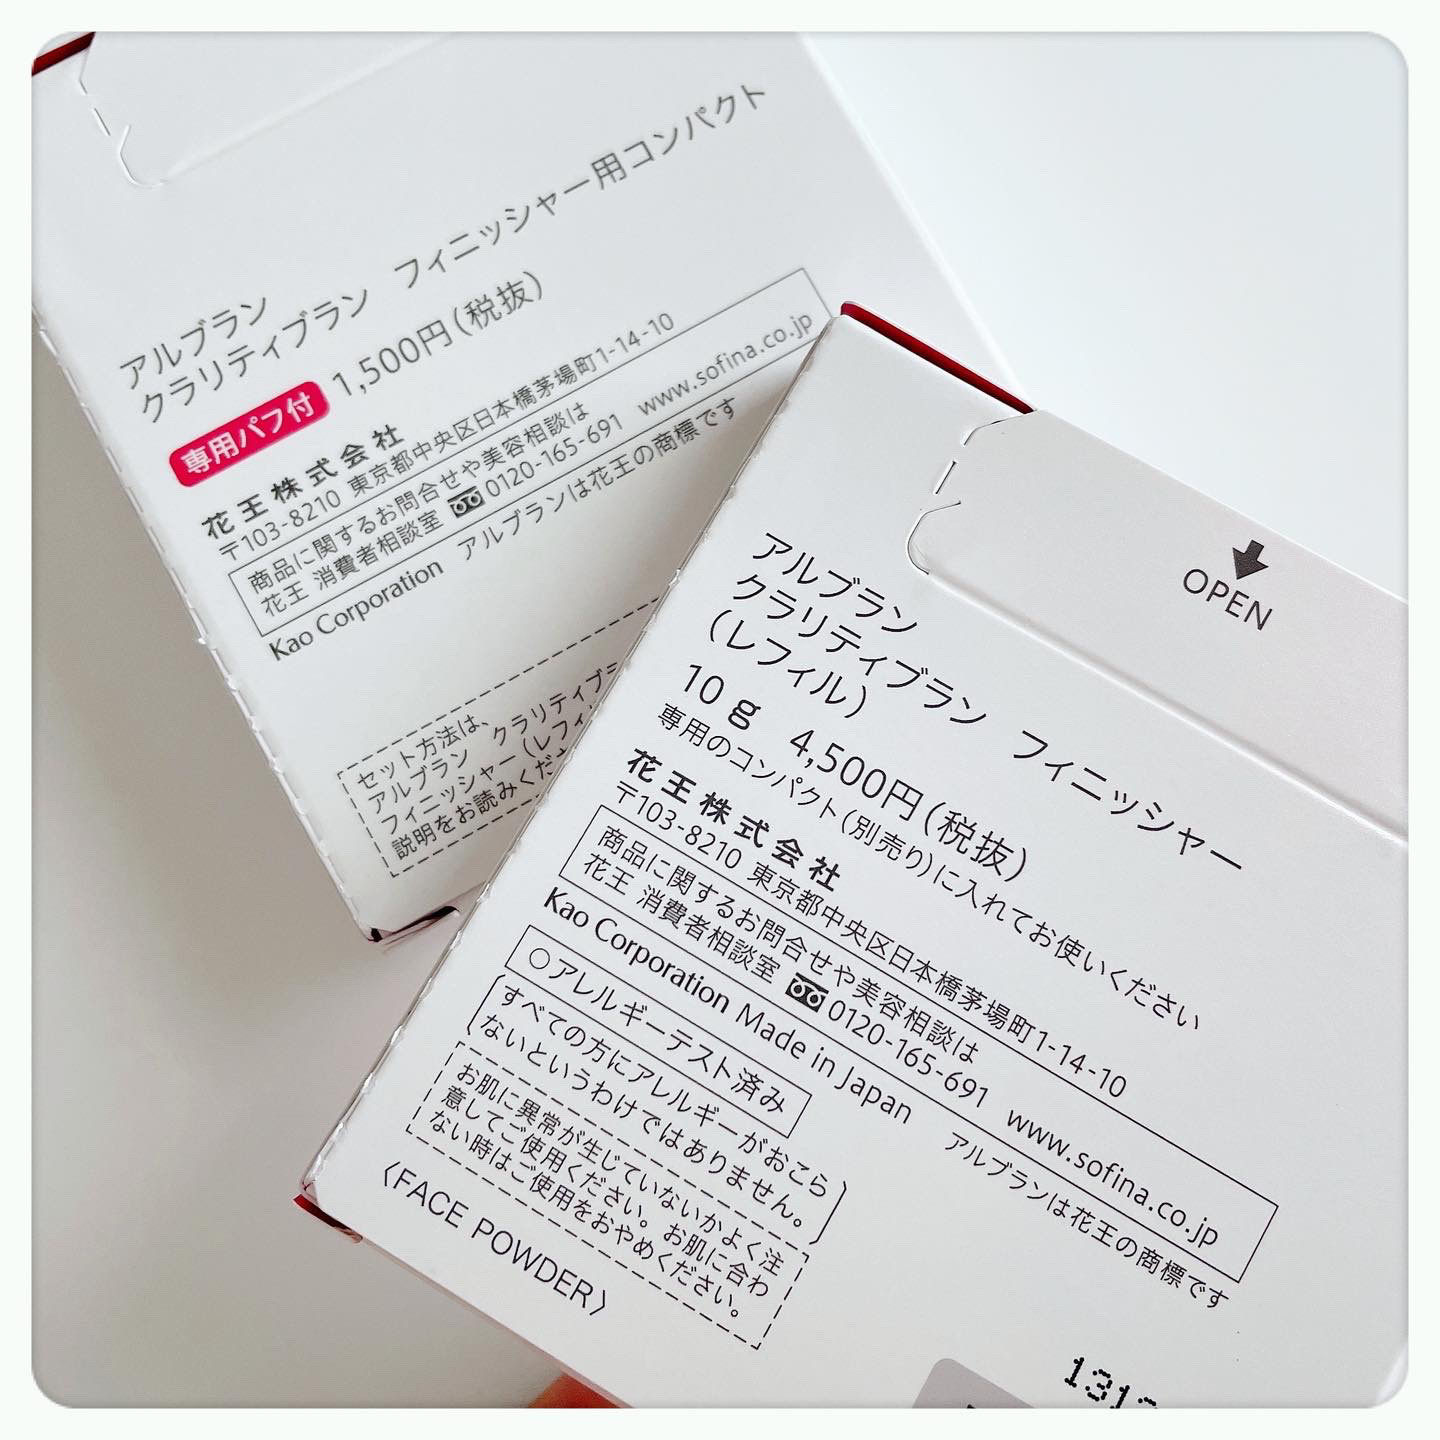 アルブラン
クラリティブラン フィニッシャー用コンパクト
専用パフ付 1,500円(税抜)
花王株式会社
〒103-8210 東京都中央区日本橋茅場町1-14-10
商品に関するお問合せや美容相談は
花王 消費者相談室 0120-165-691 www.sofina.co.jp
Kao Corporation アルブランは花王の商標です
セット方法は、
アルブラン クラリティブ
フィニッシャー(レフィ
説明をお読みくだ
OPEN
アルブラン
クラリティブラン フィニッシャー
(レフィル)
10g 4,500円(税抜)
専用のコンパクト(別売り)に入れてお使いください
花王株式会社
〒103-8210 東京都中央区日本橋茅場町1-14-10
商品に関するお問合せや美容相談は
花王 消費者相談室 0120-165-691 www.sofina.co.jp
Kao Corporation Made in Japan アルブランは花王の商標です
○アレルギーテスト済み
(すべての方にアレルギーがおこら
ないというわけではありません。)
お肌に異常が生じていないかよく注
意してご使用ください。お肌に合わ
ない時はご使用をおやめください。
〈FACE POWDER〉